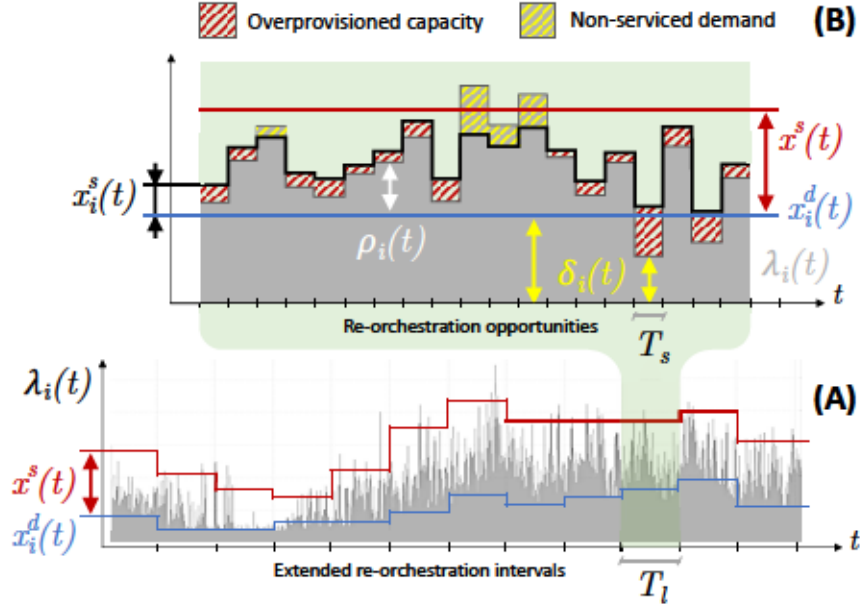 Overprovisioned capacity
Non-serviced demand
(B)
x^s(t)
x_i^s(t)
x_i^d(t)
ρ_i(t)
δ_i(t)
λ_i(t)
t
Re-orchestration opportunities
T_s
λ_i(t)
(A)
x^s(t)
x_i^d(t)
t
Extended re-orchestration intervals
T_l